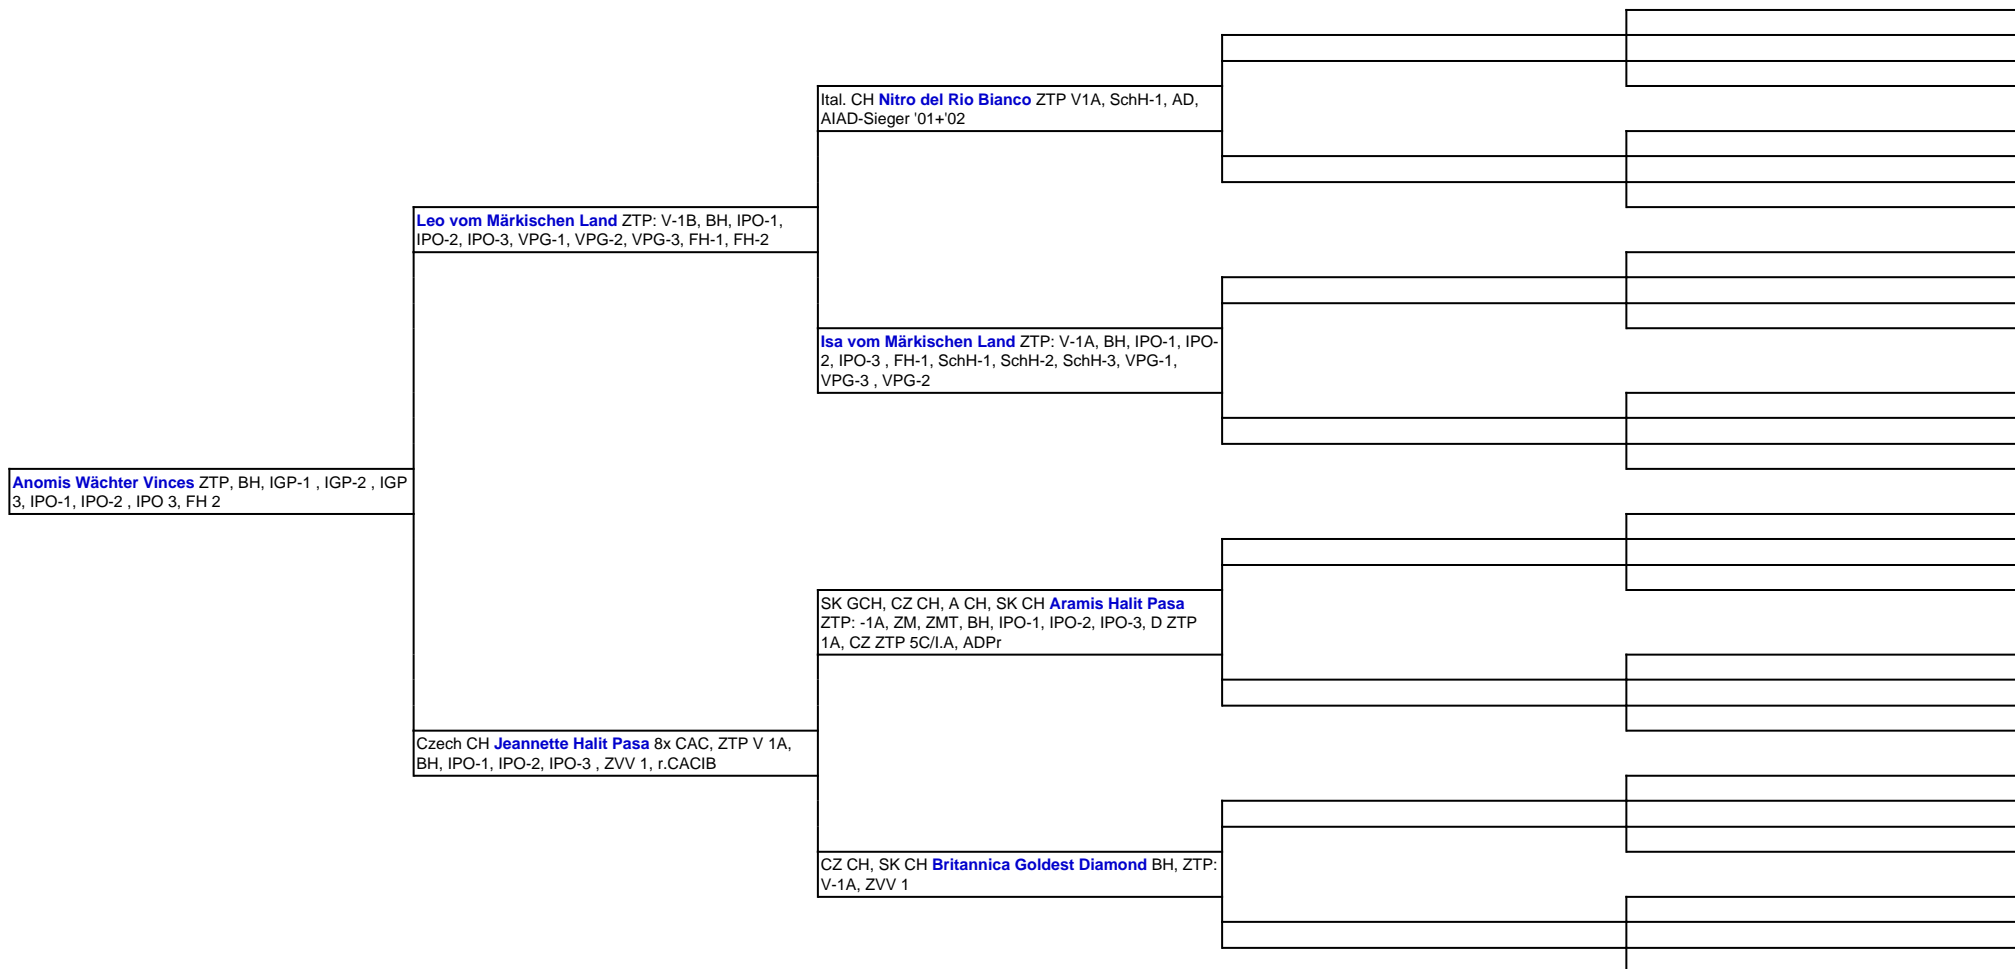 Ital. CH Nitro del Rio Bianco ZTP V1A, SchH-1, AD,
AIAD-Sieger '01+'02
Leo vom Märkischen Land ZTP: V-1B, BH, IPO-1,
IPO-2, IPO-3, VPG-1, VPG-2, VPG-3, FH-1, FH-2
Isa vom Märkischen Land ZTP: V-1A, BH, IPO-1, IPO-
2, IPO-3 , FH-1, SchH-1, SchH-2, SchH-3, VPG-1,
VPG-3 , VPG-2
Anomis Wächter Vinces ZTP, BH, IGP-1 , IGP-2 , IGP
3, IPO-1, IPO-2 , IPO 3, FH 2
SK GCH, CZ CH, A CH, SK CH Aramis Halit Pasa
ZTP: -1A, ZM, ZMT, BH, IPO-1, IPO-2, IPO-3, D ZTP
1A, CZ ZTP 5C/I.A, ADPr
Czech CH Jeannette Halit Pasa 8x CAC, ZTP V 1A,
BH, IPO-1, IPO-2, IPO-3 , ZVV 1, r.CACIB
CZ CH, SK CH Britannica Goldest Diamond BH, ZTP:
V-1A, ZVV 1